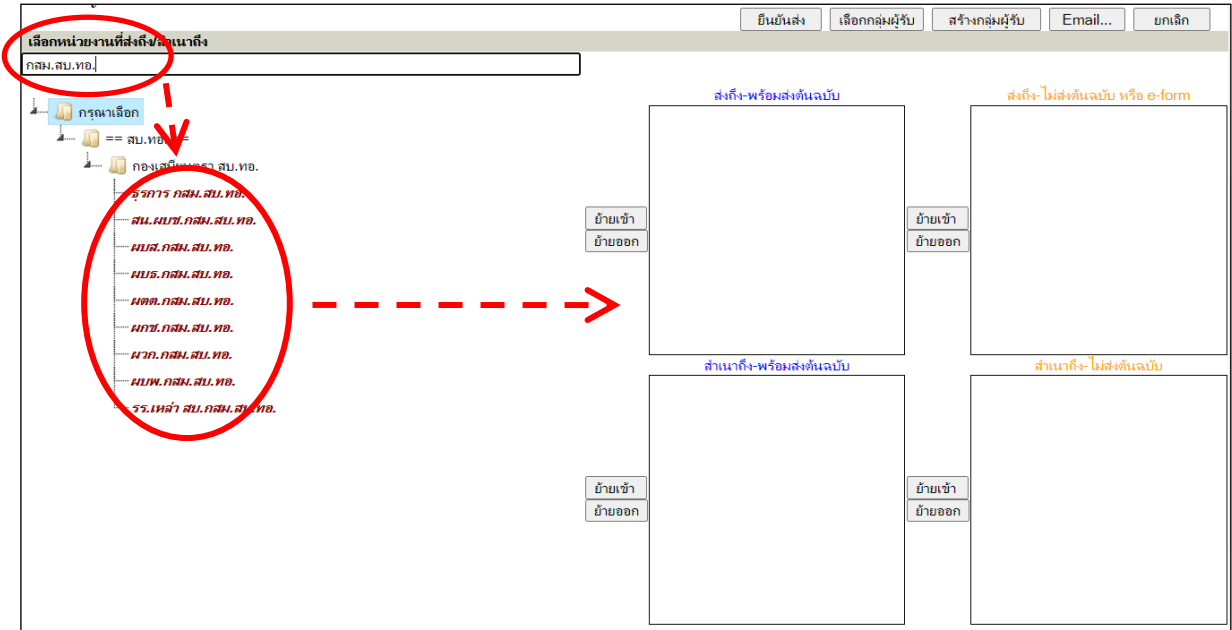 ยืนยันส่ง เลือกกลุ่มผู้รับ สร้างกลุ่มผู้รับ Email... ยกเลิก
เลือกหน่วยงานที่ส่งถึง/สำเนาถึง
กสม.สบ.ทอ.
ส่งถึง-พร้อมส่งต้นฉบับ ส่งถึง-ไม่ส่งต้นฉบับ หรือ e-form
กรุณาเลือก
== สบ.ทอ. ==
กองเสมียนตรา สบ.ทอ.
ธุรการ กสม.สบ.ทอ.
สน.ผบช.กสม.สบ.ทอ.
ย้ายเข้า ย้ายเข้า
ผบส.กสม.สบ.ทอ.
ย้ายออก ย้ายออก
ผบธ.กสม.สบ.ทอ.
ผตต.กสม.สบ.ทอ.
ผกช.กสม.สบ.ทอ.
ผวก.กสม.สบ.ทอ.
สำเนาถึง-พร้อมส่งต้นฉบับ สำเนาถึง-ไม่ส่งต้นฉบับ
ผบพ.กสม.สบ.ทอ.
รร.เหล่า สบ.กสม.สบ.ทอ.
ย้ายเข้า ย้ายเข้า
ย้ายออก ย้ายออก